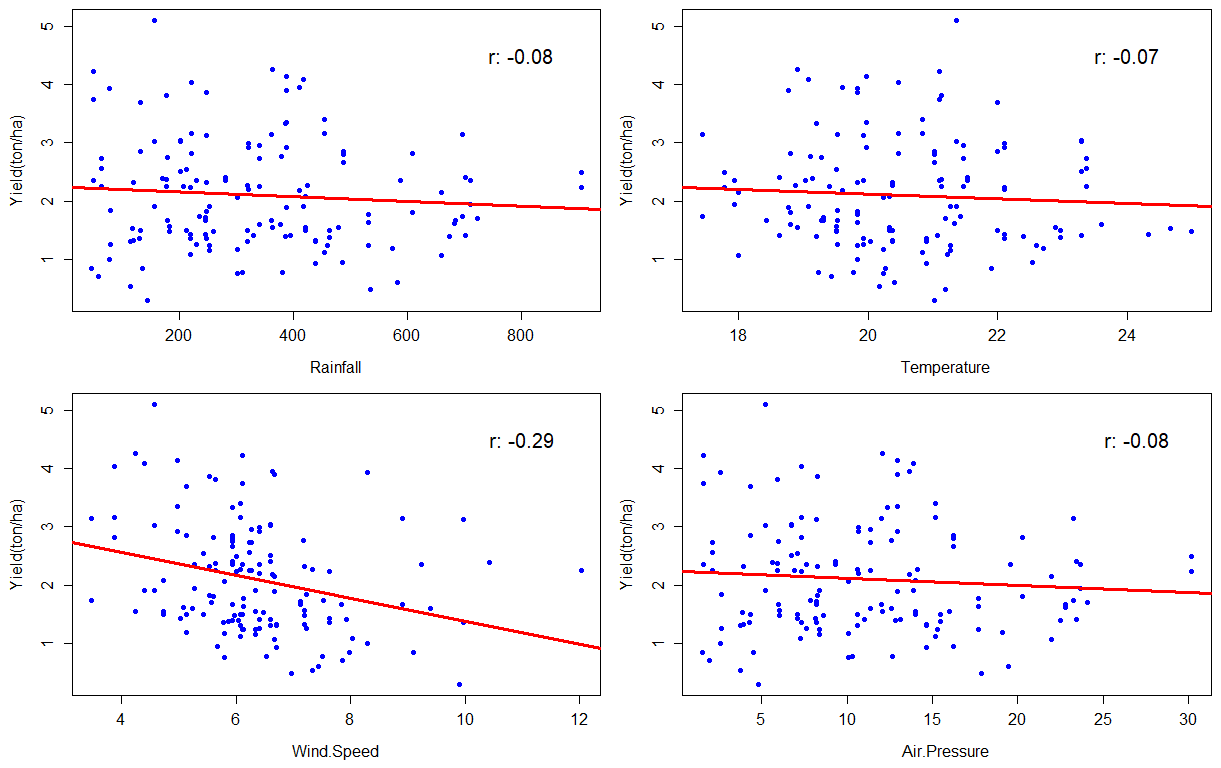 Yield(ton/ha)
5
4
3
2
1
r: -0.08
200 400 600 800
Rainfall
Yield(ton/ha)
5
4
3
2
1
r: -0.07
18 20 22 24
Temperature
Yield(ton/ha)
5
4
3
2
1
r: -0.29
4 6 8 10 12
Wind.Speed
Yield(ton/ha)
5
4
3
2
1
r: -0.08
5 10 15 20 25 30
Air.Pressure